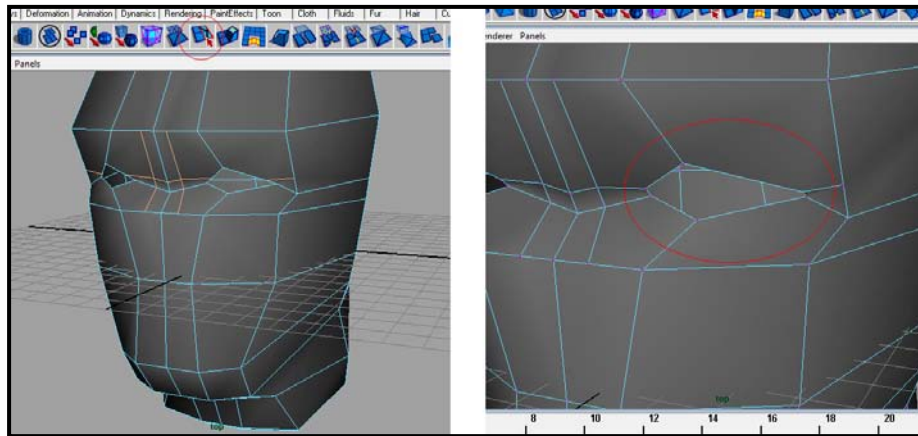 Deformation Animation Dynamics Rendering PaintEffects Toon Cloth Fluids Fur Hair
Panels
top
Panels
top
8 10 12 14 16 18 20